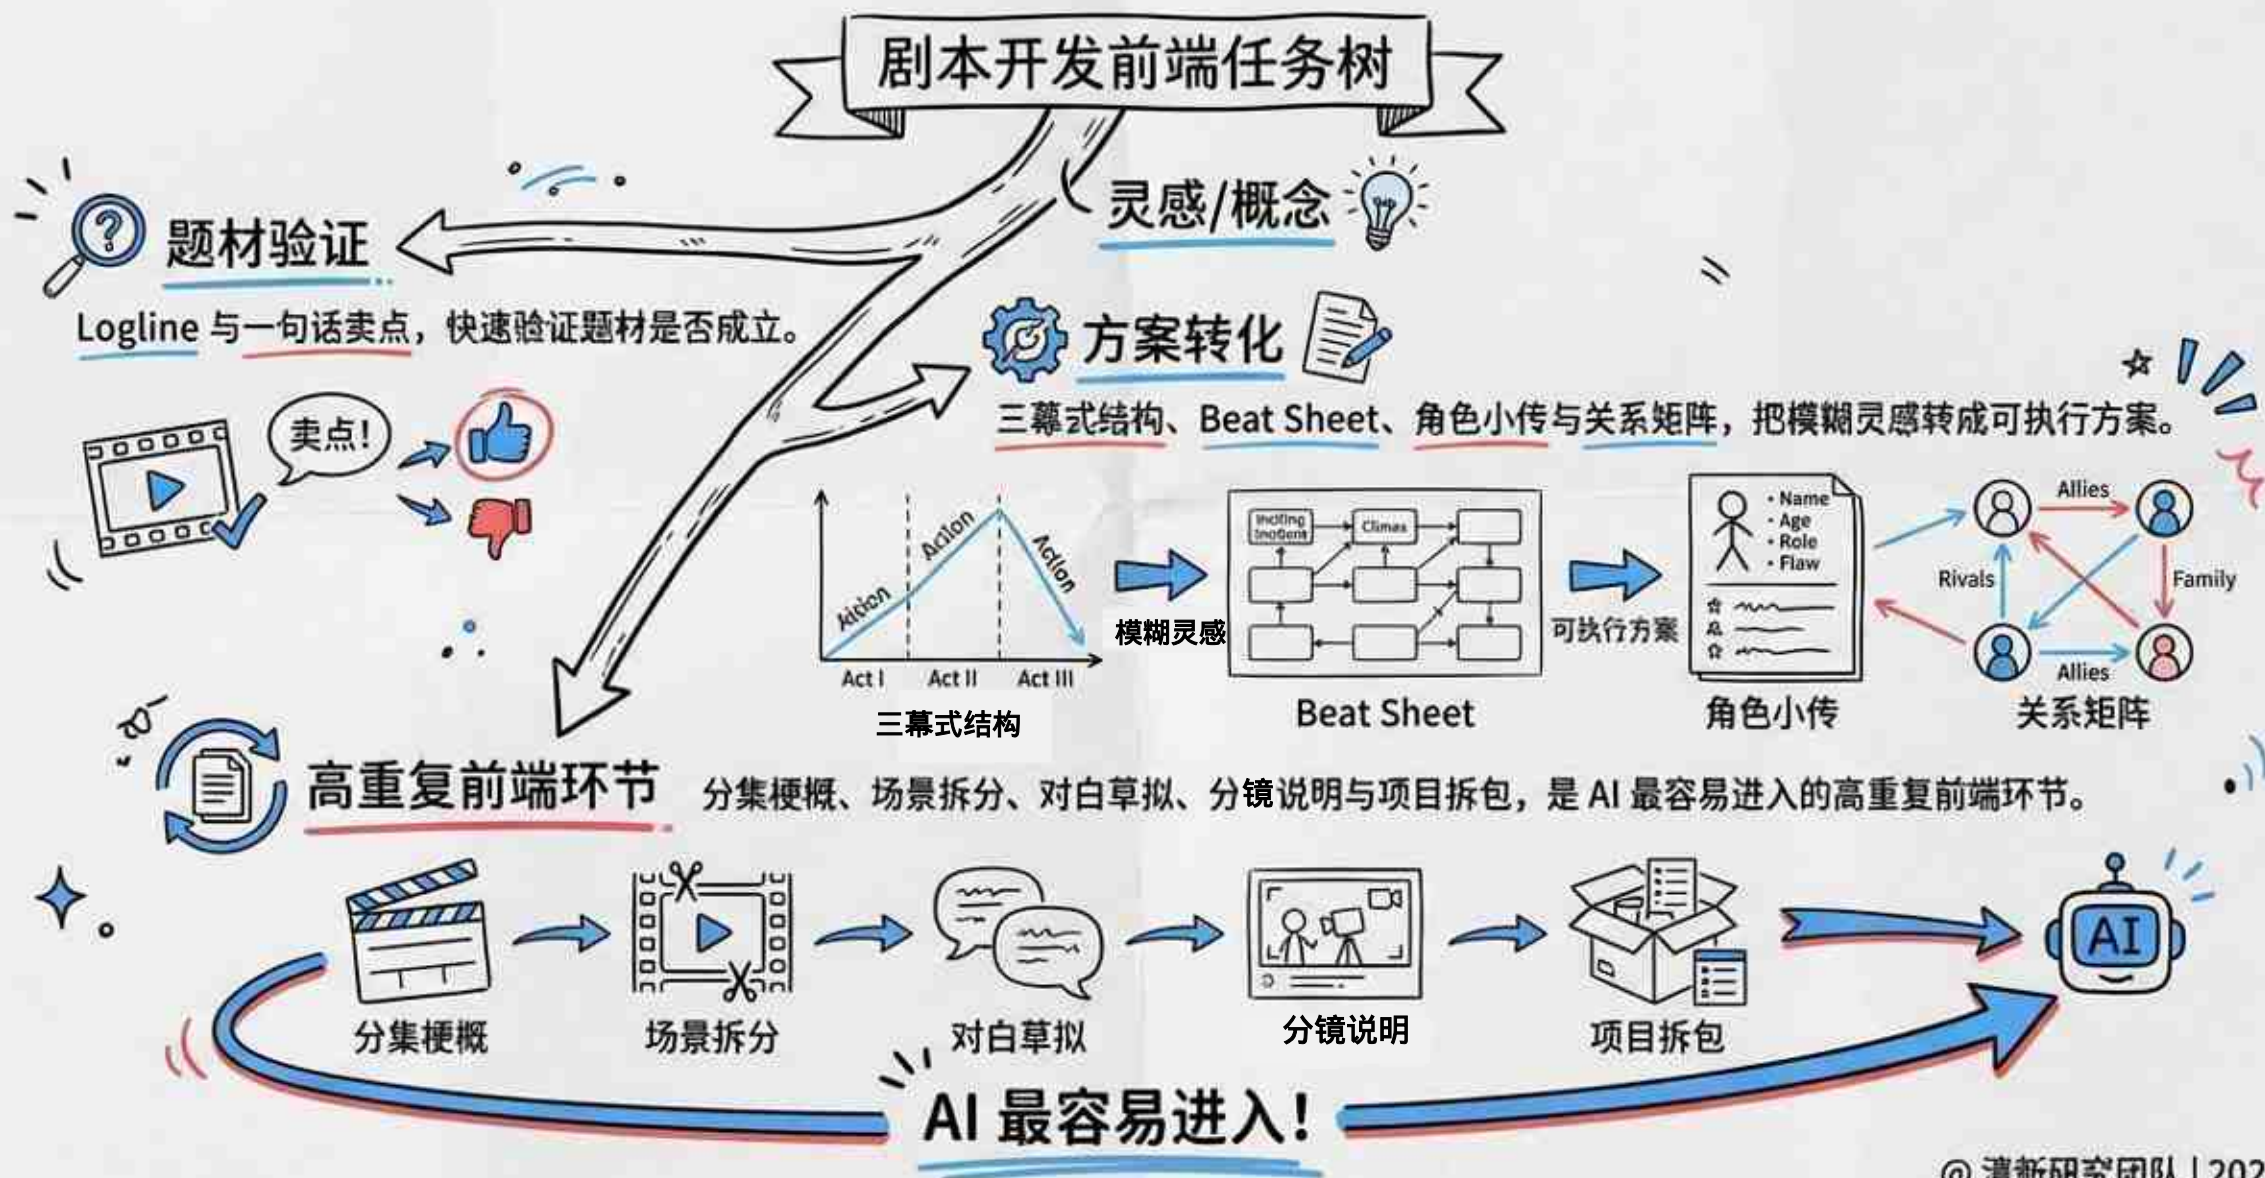 剧本开发前端任务树
灵感/概念
题材验证
Logline 与一句话卖点，快速验证题材是否成立。
卖点！
方案转化
三幕式结构、Beat Sheet、角色小传与关系矩阵，把模糊灵感转成可执行方案。
Action
Action
Act I
Act II
Act III
三幕式结构
模糊灵感
Climax
Beat Sheet
可执行方案
• Name
• Age
• Role
• Flaw
角色小传
Allies
Rivals
Family
Allies
关系矩阵
高重复前端环节
分集梗概、场景拆分、对白草拟、分镜说明与项目拆包，是 AI 最容易进入的高重复前端环节。
分集梗概
场景拆分
对白草拟
分镜说明
项目拆包
AI
AI 最容易进入！
研究团队 | 202